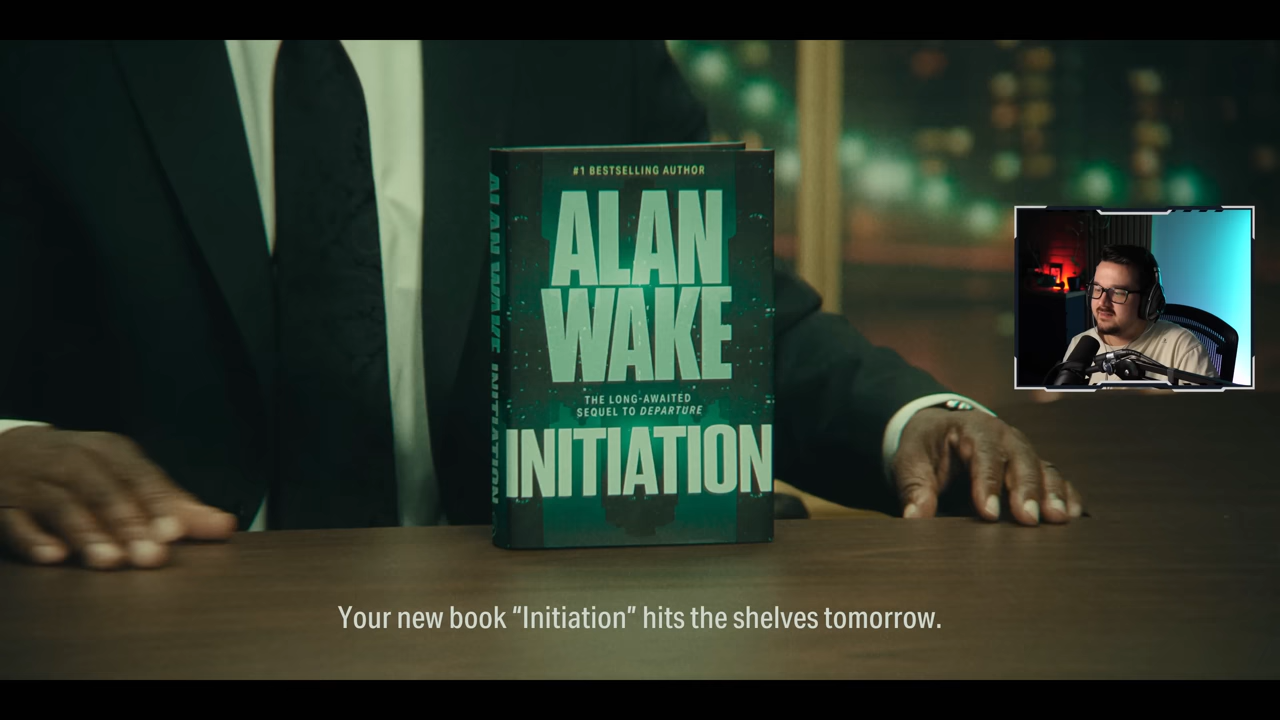 #1 BESTSELLING AUTHOR
ALAN
WAKE
THE LONG-AWAITED
SEQUEL TO DEPARTURE
INITIATION
ALAN WAKE INITIATION
Your new book “Initiation” hits the shelves tomorrow.